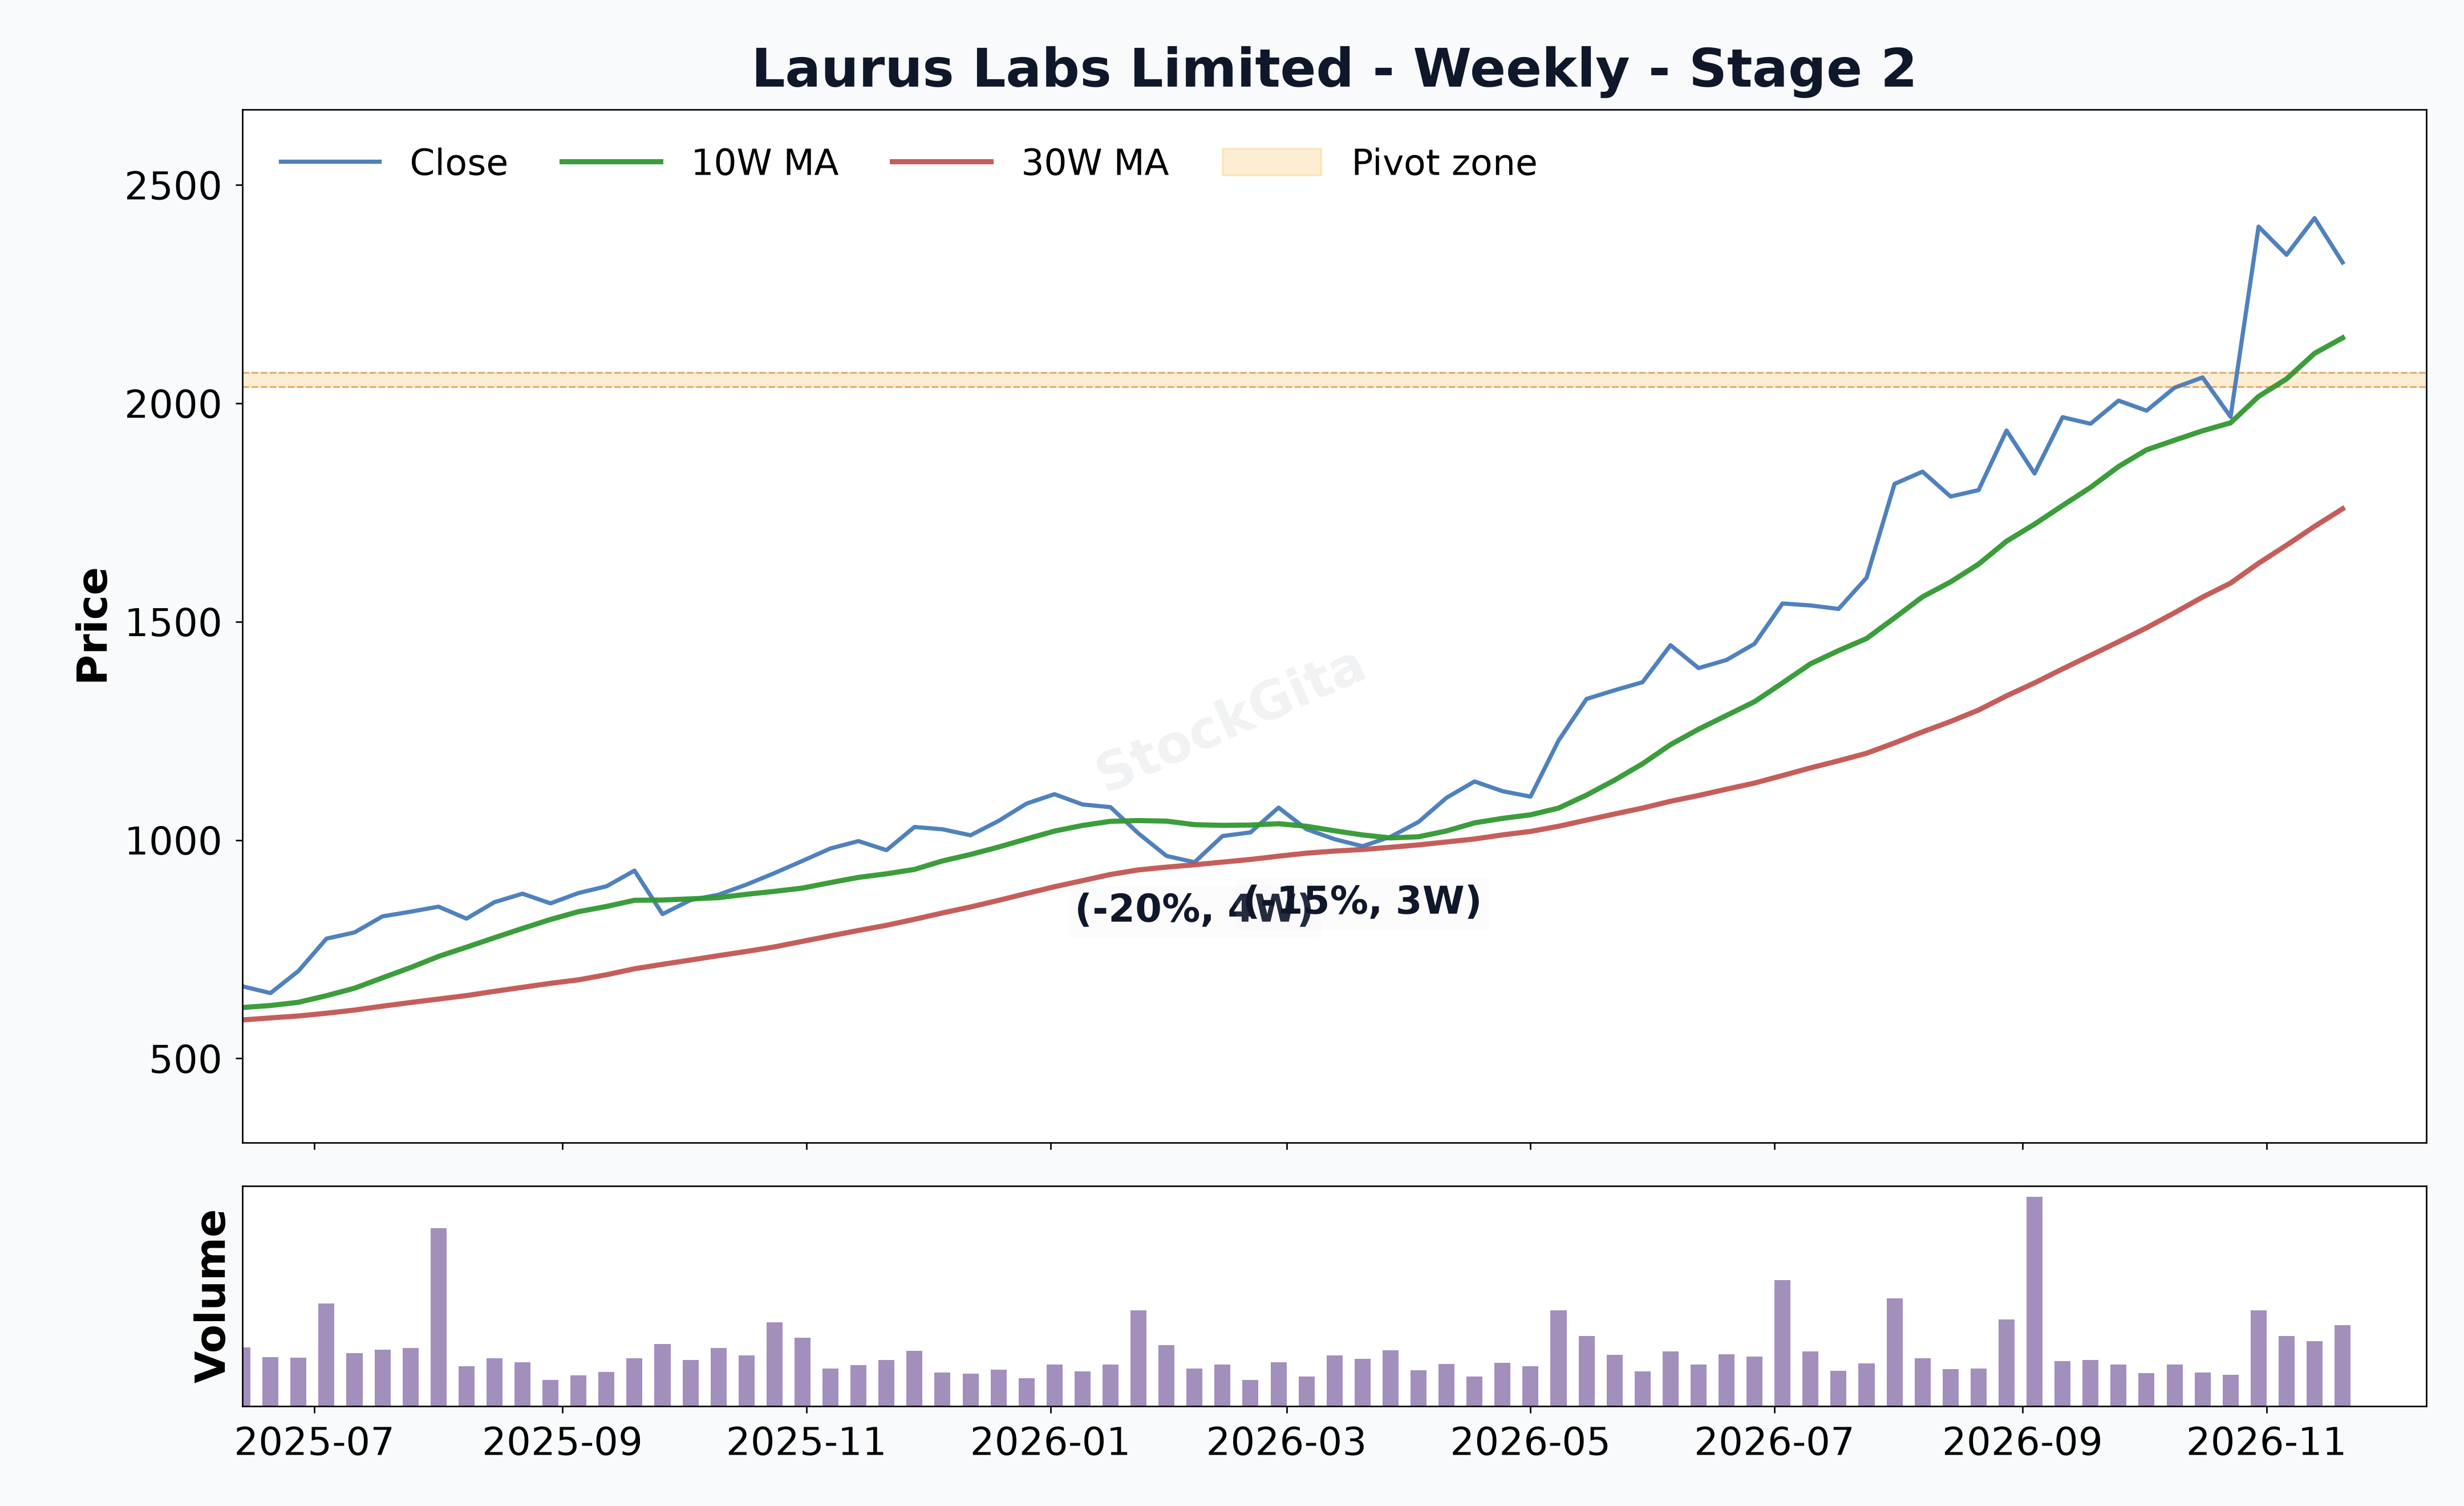 Laurus Labs Limited - Weekly - Stage 2
Close 10W MA 30W MA Pivot zone
2500
2000
1500
1000
500
Price
StockGita
(-20%, 4W)
(-15%, 3W)
Volume
2025-07 2025-09 2025-11 2026-01 2026-03 2026-05 2026-07 2026-09 2026-11